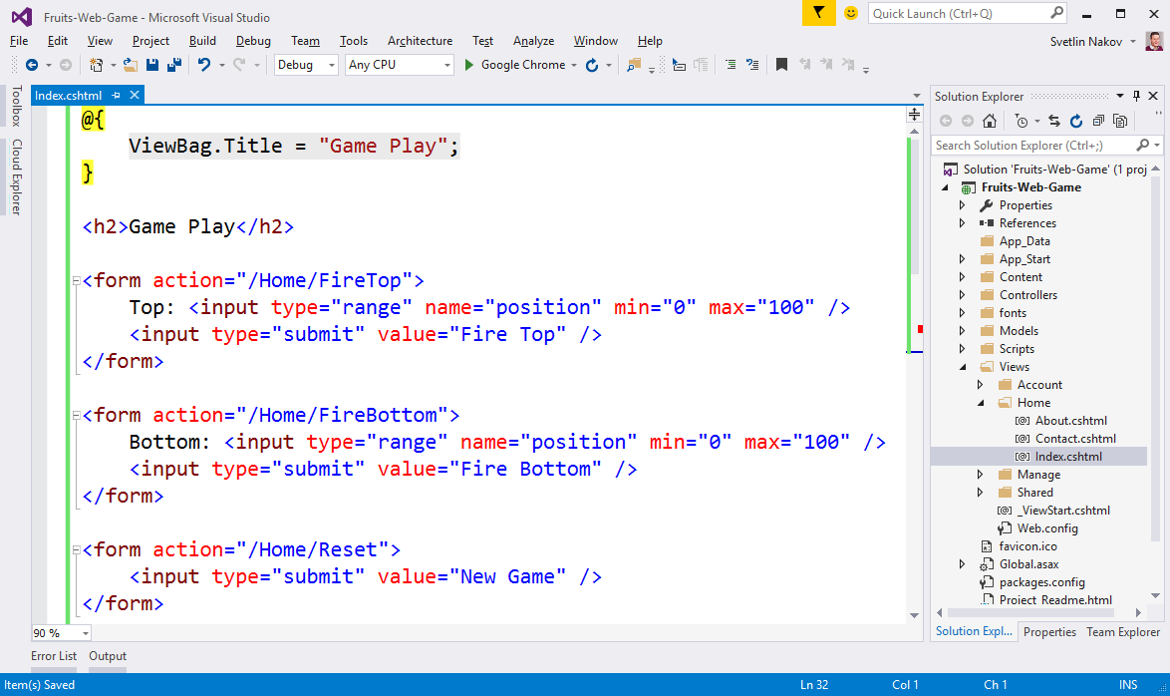 Fruits-Web-Game - Microsoft Visual Studio
Quick Launch (Ctrl+Q)
File Edit View Project Build Debug Team Tools Architecture Test Analyze Window Help
Svetlin Nakov
Debug Any CPU Google Chrome
Toolbox
Cloud Explorer
Index.cshtml
@{
ViewBag.Title = "Game Play";
}
<h2>Game Play</h2>
<form action="/Home/FireTop">
Top: <input type="range" name="position" min="0" max="100" />
<input type="submit" value="Fire Top" />
</form>
<form action="/Home/FireBottom">
Bottom: <input type="range" name="position" min="0" max="100" />
<input type="submit" value="Fire Bottom" />
</form>
<form action="/Home/Reset">
<input type="submit" value="New Game" />
</form>
90 %
Solution Explorer
Search Solution Explorer (Ctrl+;)
Solution 'Fruits-Web-Game' (1 proj
Fruits-Web-Game
Properties
References
App_Data
App_Start
Content
Controllers
fonts
Models
Scripts
Views
Account
Home
About.cshtml
Contact.cshtml
Index.cshtml
Manage
Shared
_ViewStart.cshtml
Web.config
favicon.ico
Global.asax
packages.config
Project_Readme.html
Solution Expl... Properties Team Explorer
Error List Output
Item(s) Saved Ln 32 Col 1 Ch 1 INS